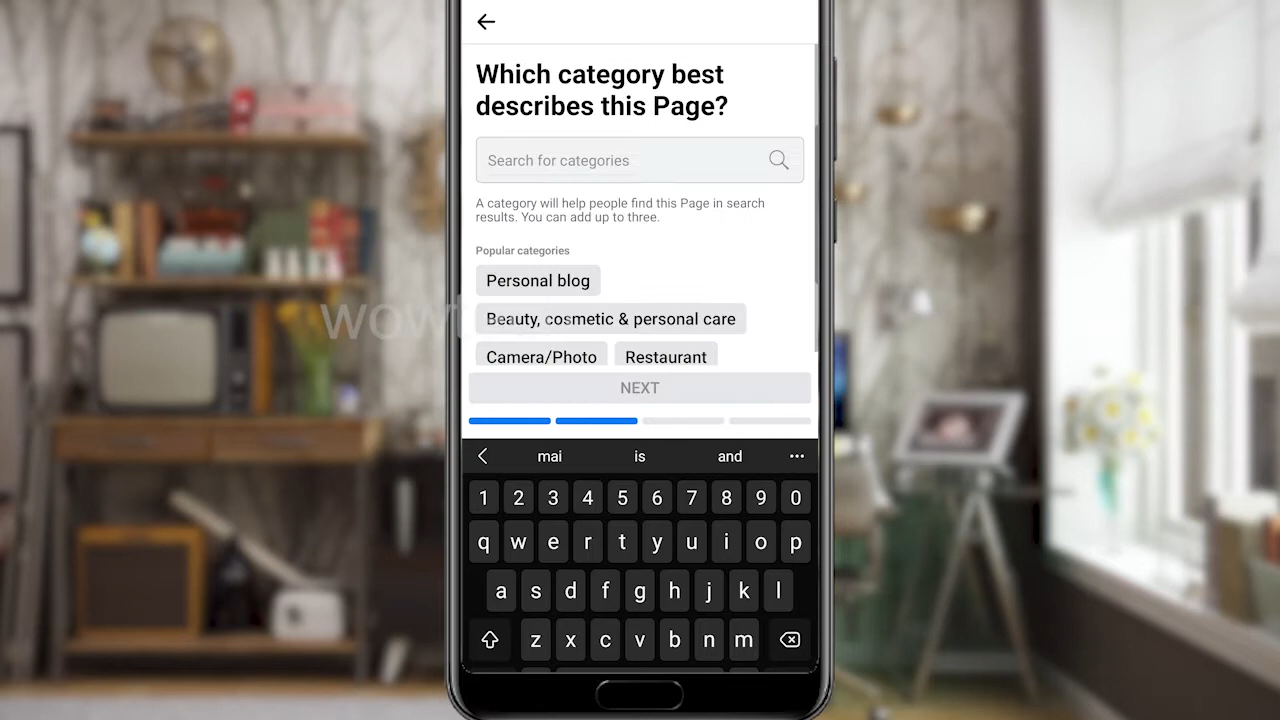 Which category best
describes this Page?
Search for categories
A category will help people find this Page in search
results. You can add up to three.
Popular categories
Personal blog
Beauty, cosmetic & personal care
Camera/Photo Restaurant
NEXT
mai is and
1 2 3 4 5 6 7 8 9 0
q w e r t y u i o p
a s d f g h j k l
z x c v b n m